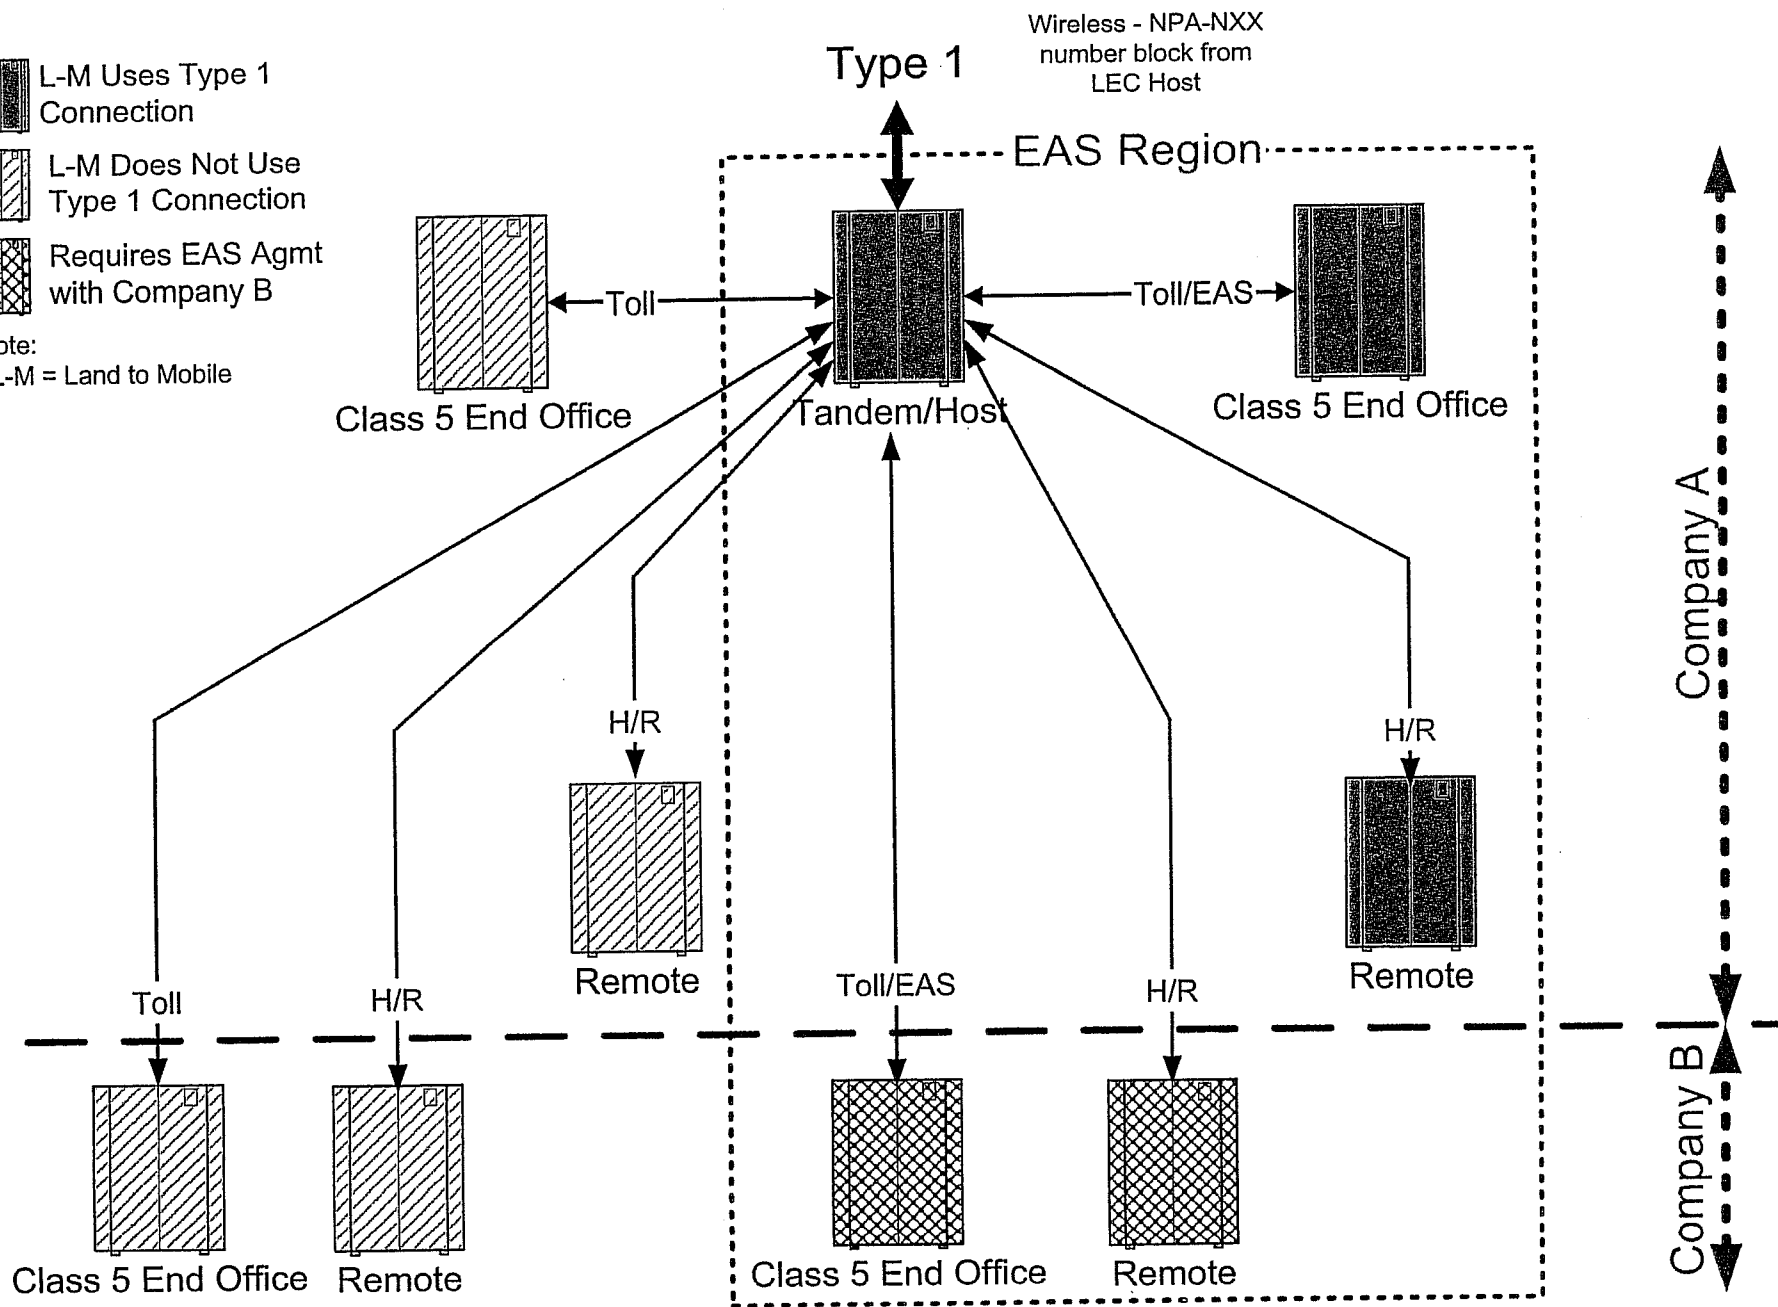 Wireless - NPA-NXX
number block from
LEC Host
Type 1
L-M Uses Type 1
Connection
L-M Does Not Use
Type 1 Connection
Requires EAS Agmt
with Company B
ote:
L-M = Land to Mobile
EAS Region
Toll
Toll/EAS
Class 5 End Office
Tandem/Host
Class 5 End Office
Company A
H/R
H/R
Remote
Remote
Toll
H/R
Toll/EAS
H/R
Company B
Class 5 End Office
Remote
Class 5 End Office
Remote